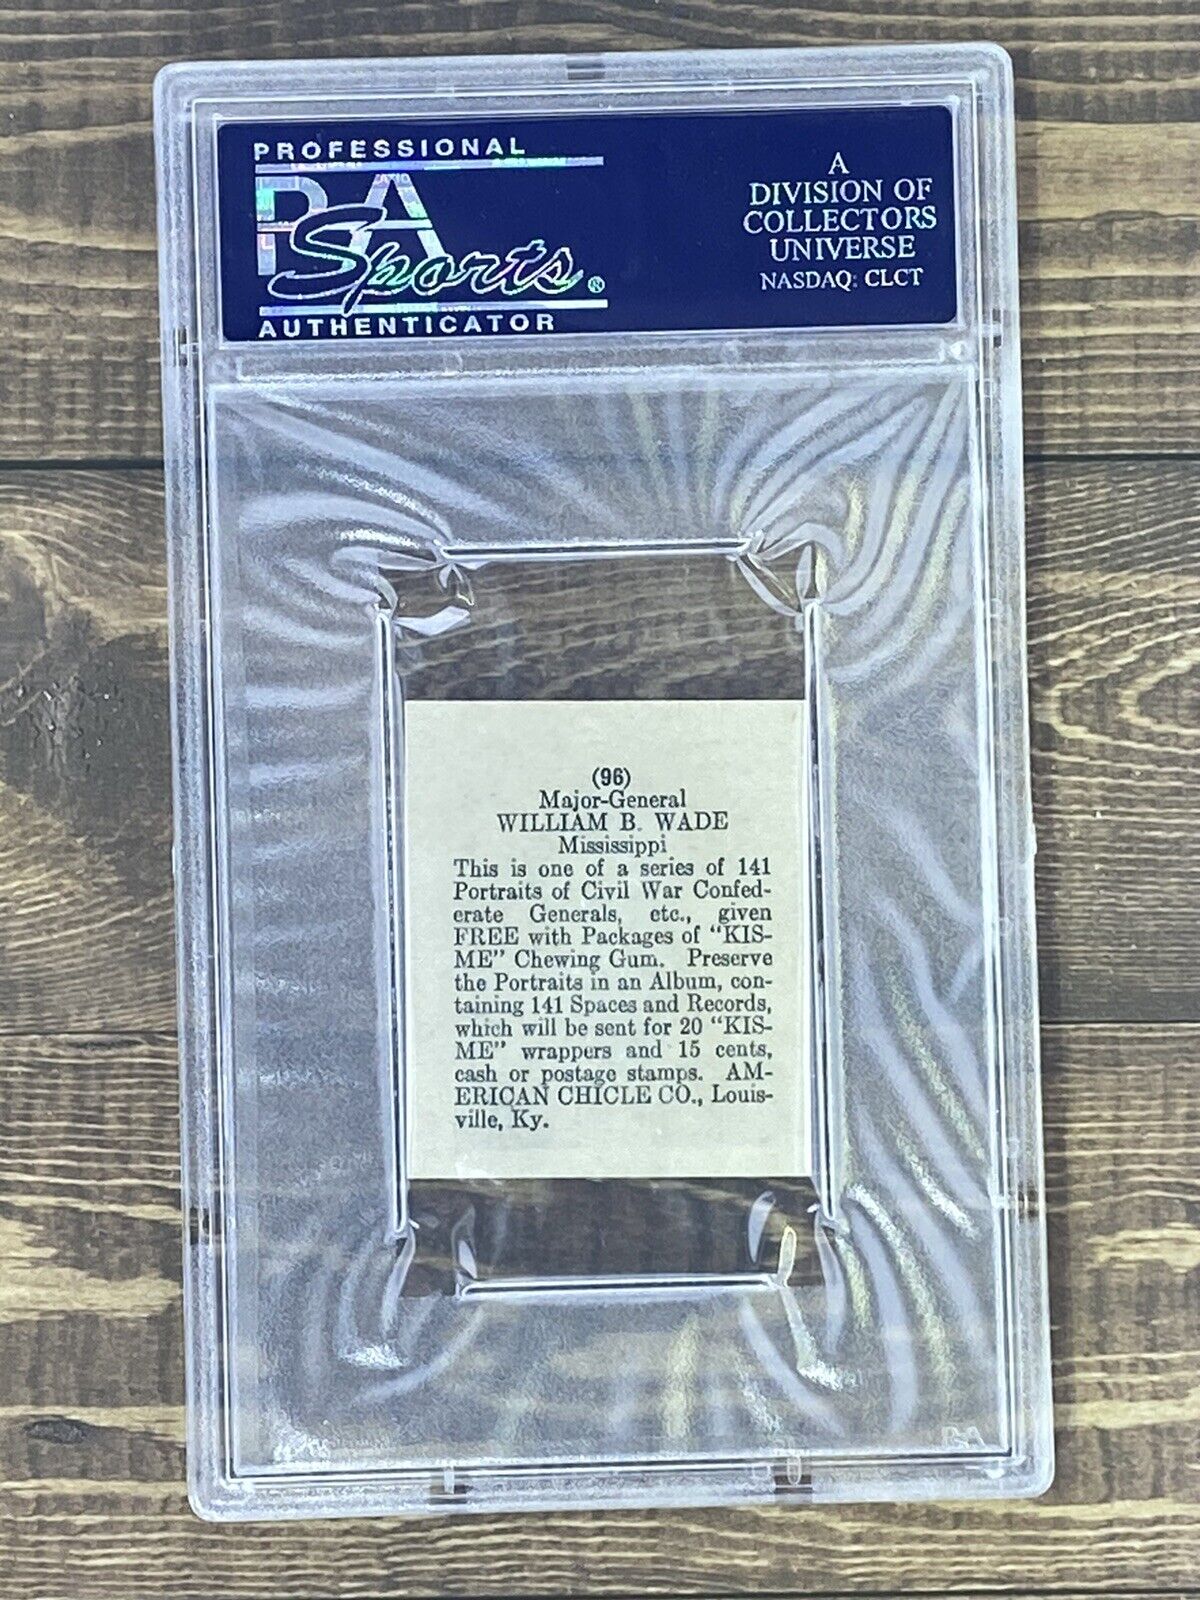 PROFESSIONAL
PSA
Sports®
AUTHENTICATOR
A
DIVISION OF
COLLECTORS
UNIVERSE
NASDAQ: CLCT
(96)
Major-General
WILLIAM B. WADE
Mississippi
This is one of a series of 141
Portraits of Civil War Confed-
erate Generals, etc., given
FREE with Packages of "KIS-
ME" Chewing Gum. Preserve
the Portraits in an Album, con-
taining 141 Spaces and Records,
which will be sent for 20 "KIS-
ME" wrappers and 15 cents,
cash or postage stamps. AM-
ERICAN CHICLE CO., Louis-
ville, Ky.
PSA